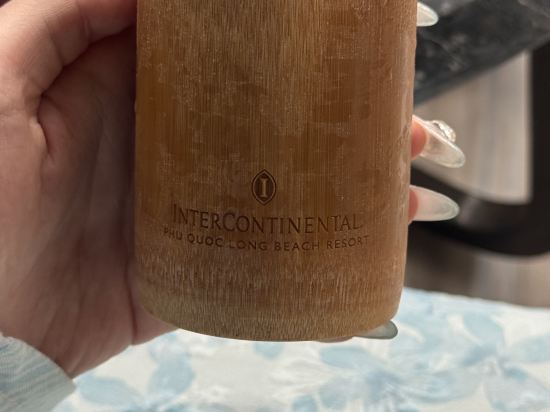 I
INTERCONTINENTAL
PHU QUOC LONG BEACH RESORT